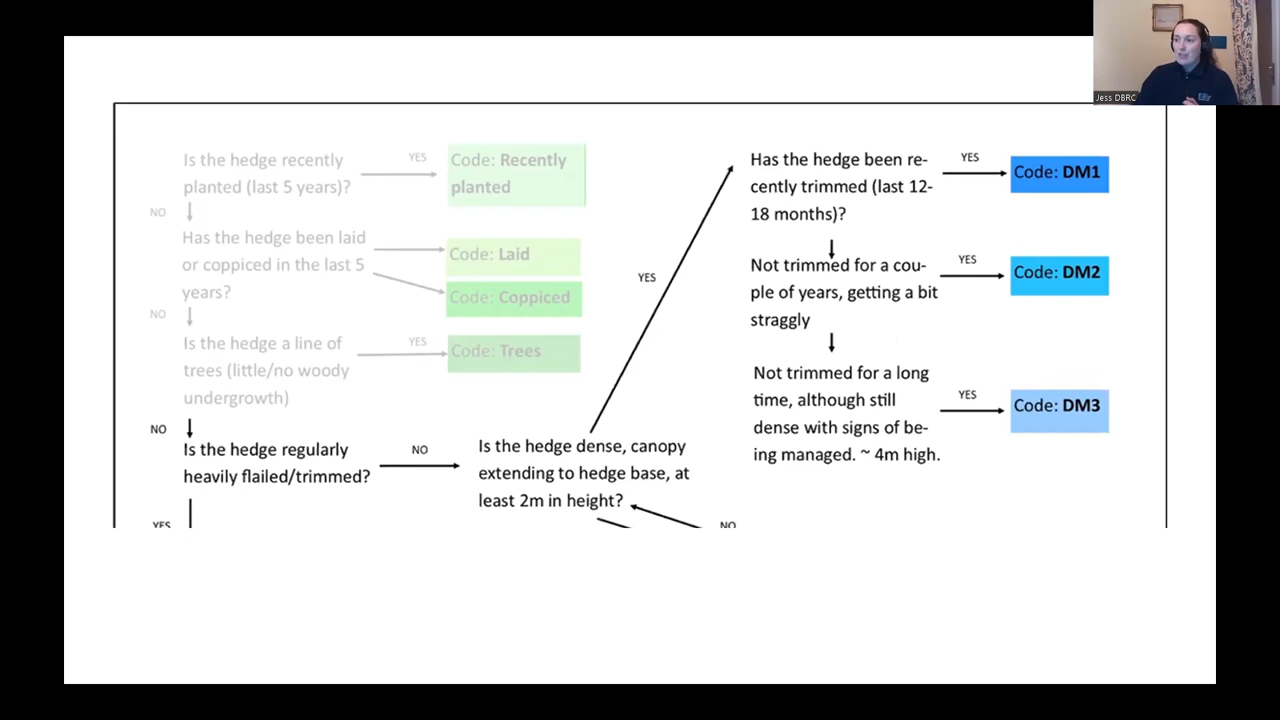 Jess DBRC
Is the hedge recently
planted (last 5 years)?
YES
Code: Recently
planted
NO
Has the hedge been laid
or coppiced in the last 5
years?
Code: Laid
Code: Coppiced
NO
Is the hedge a line of
trees (little/no woody
undergrowth)
YES
Code: Trees
NO
Is the hedge regularly
heavily flailed/trimmed?
NO
YES
Is the hedge dense, canopy
extending to hedge base, at
least 2m in height?
YES
NO
Has the hedge been re-
cently trimmed (last 12-
18 months)?
YES
Code: DM1
Not trimmed for a cou-
ple of years, getting a bit
straggly
YES
Code: DM2
Not trimmed for a long
time, although still
dense with signs of be-
ing managed. ~ 4m high.
YES
Code: DM3